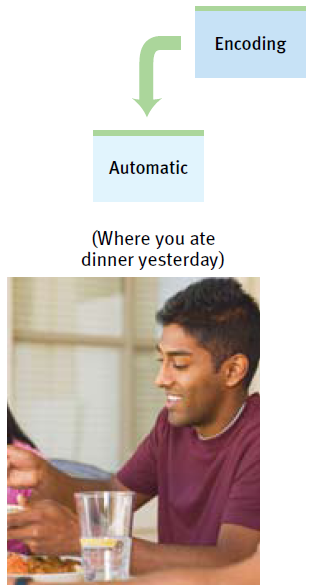 Encoding
Automatic
(Where you ate
dinner yesterday)